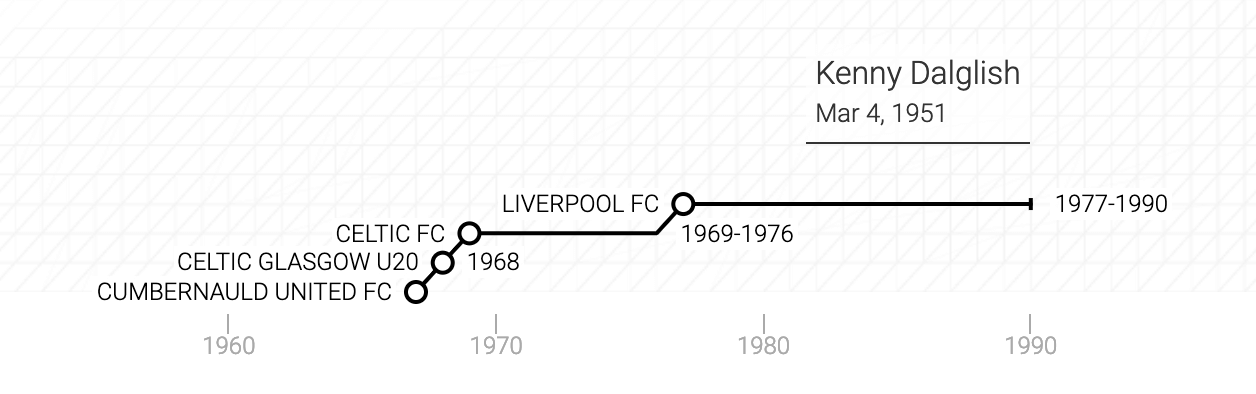 Kenny Dalglish
Mar 4, 1951
LIVERPOOL FC 1977-1990
CELTIC FC 1969-1976
CELTIC GLASGOW U20 1968
CUMBERNAULD UNITED FC
1960 1970 1980 1990